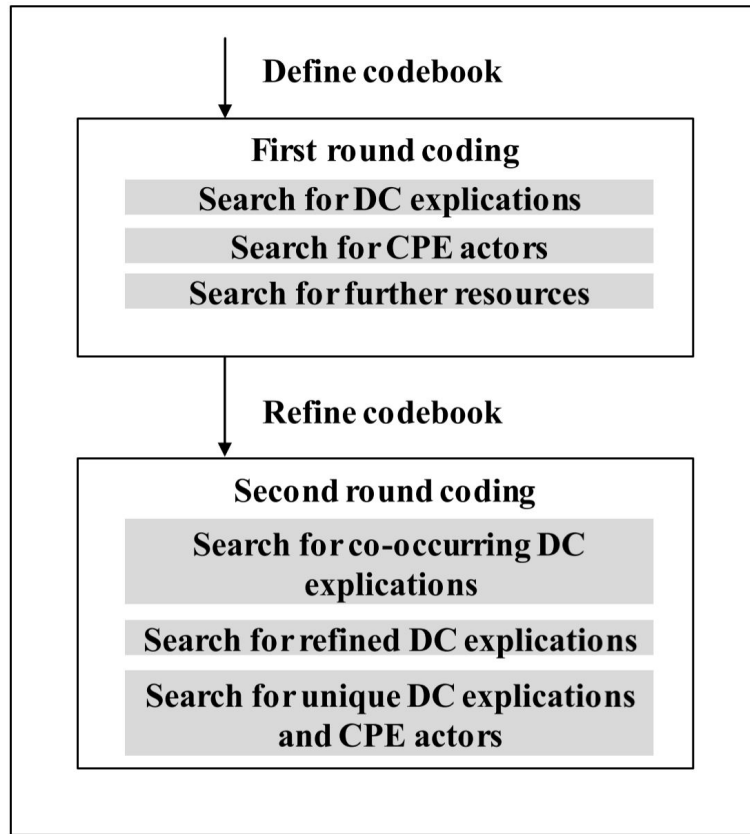 Define codebook
First round coding
Search for DC explications
Search for CPE actors
Search for further resources
Refine codebook
Second round coding
Search for co-occurring DC
explications
Search for refined DC explications
Search for unique DC explications
and CPE actors